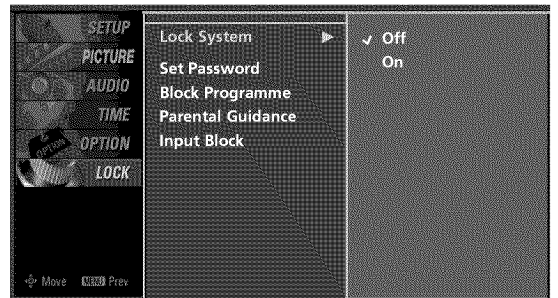 SETUP
PICTURE
AUDIO
TIME
OPTION
OPTION
LOCK
Move MENU Prev.
Lock System
Set Password
Block Programme
Parental Guidance
Input Block
✓ Off
On